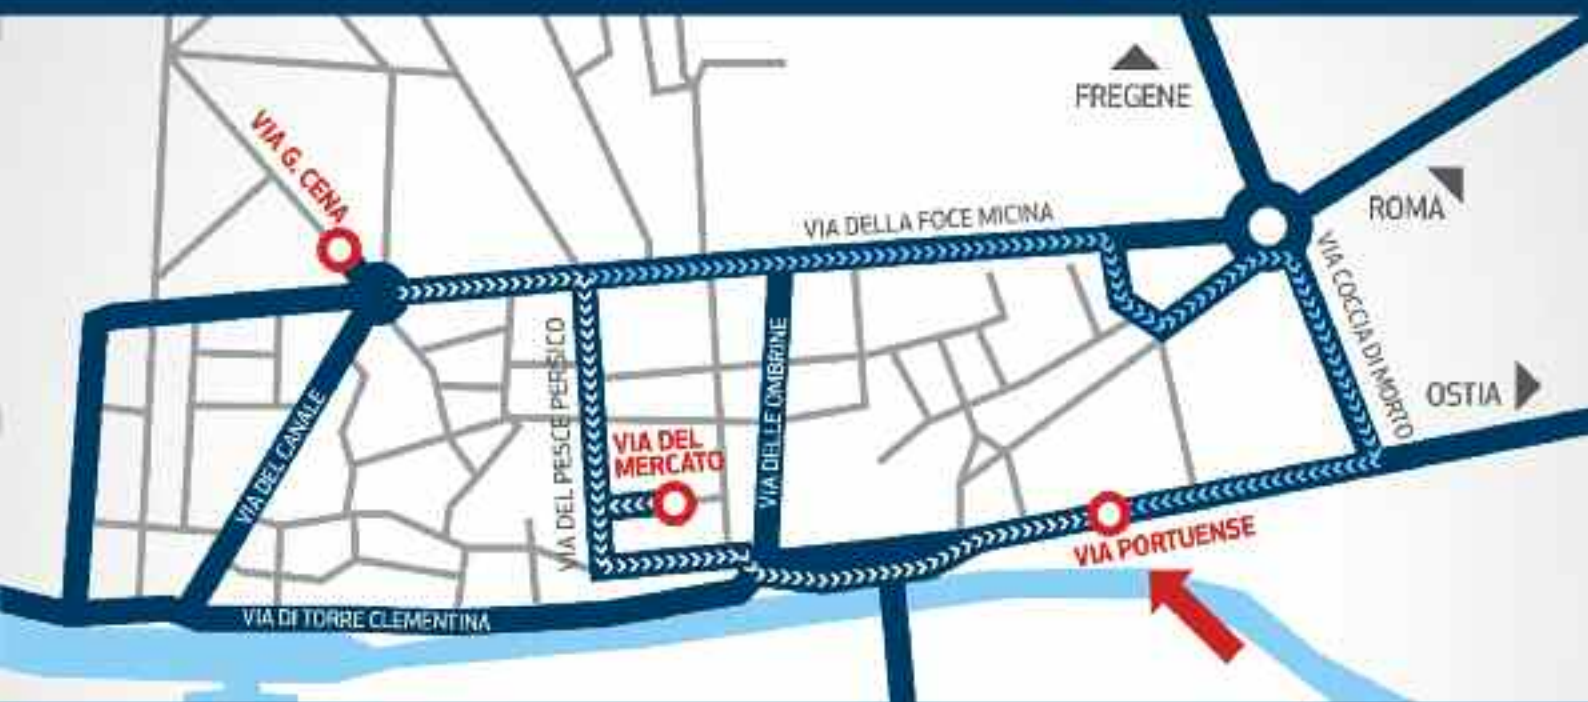 FREGENE
VIA G. CENA
ROMA
VIA DELLA FOCE MICINA
VIA COCCIA DI MORTO
OSTIA
VIA DEL PESCE PERSICO
VIA DELLE OMBRINE
VIA DEL CANALE
VIA DEL
MERCATO
VIA PORTUENSE
VIA DI TORRE CLEMENTINA